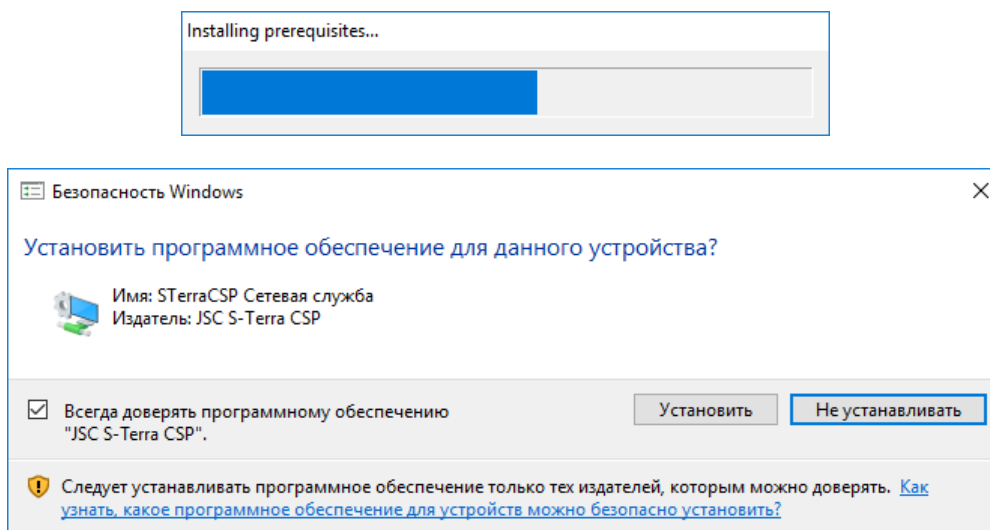 Installing prerequisites...
Безопасность Windows
Установить программное обеспечение для данного устройства?
Имя: STerraCSP Сетевая служба
Издатель: JSC S-Terra CSP
Всегда доверять программному обеспечению
"JSC S-Terra CSP".
Установить
Не устанавливать
Следует устанавливать программное обеспечение только тех издателей, которым можно доверять. Как
узнать, какое программное обеспечение для устройств можно безопасно установить?